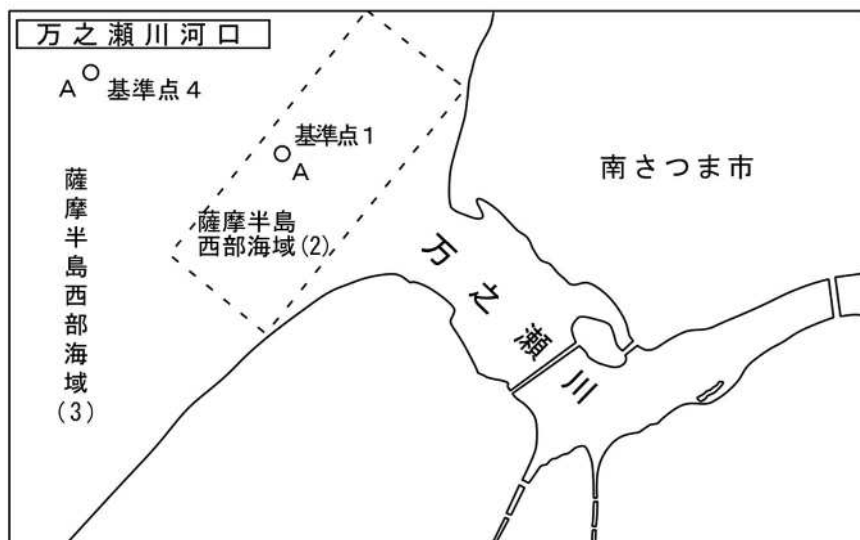 万之瀬川河口
A 基準点4
基準点1
A
南さつま市
薩摩半島西部海域(3)
薩摩半島
西部海域(2)
万之瀬川